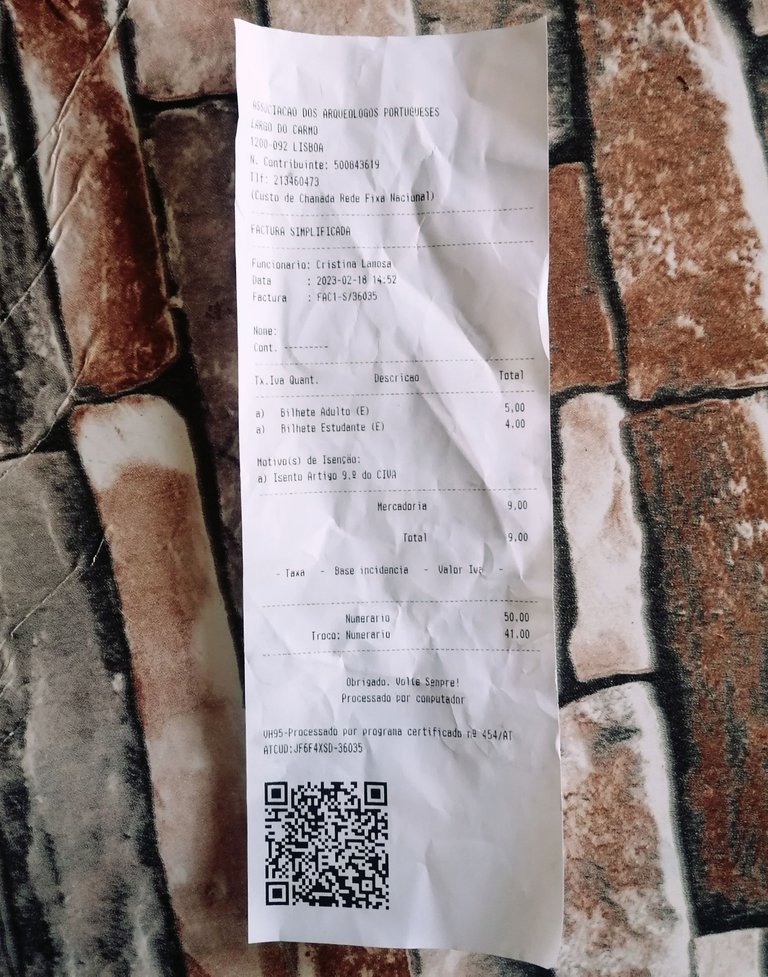 ASSOCIACAO DOS ARQUEOLOGOS PORTUGUESES
LARGO DO CARMO
1200-092 LISBOA
N. Contribuinte: 500843619
Tlf: 213460473
(Custo de Chamada Rede Fixa Nacional)
FACTURA SIMPLIFICADA
Funcionario: Cristina Lamosa
Data : 2023-02-18 14:52
Factura : FAC1-S/36035
Nome:
Cont. ---------
Tx.Iva Quant. Descricao Total
a) Bilhete Adulto (E) 5,00
a) Bilhete Estudante (E) 4.00
Motivo(s) de Isenção:
a) Isento Artigo 9.º do CIVA
Mercadoria 9,00
Total 9.00
- Taxa - Base incidencia - Valor Iva -
Numerario 50.00
Troco: Numerario 41.00
Obrigado. Volte Sempre!
Processado por computador
VH95-Processado por programa certificado nº 454/AT
ATCUD:JF6F4XSD-36035